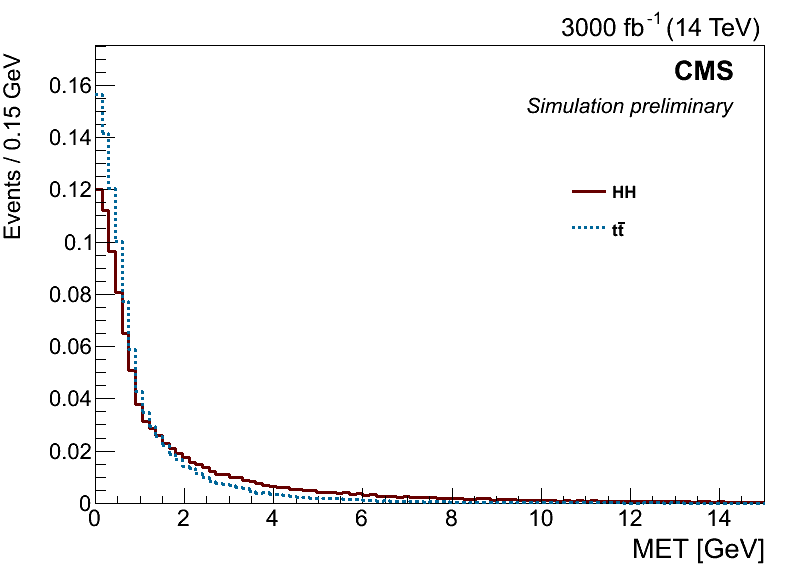 3000 fb⁻¹ (14 TeV)
CMS
Simulation preliminary
HH
tt̄
Events / 0.15 GeV
0.16
0.14
0.12
0.1
0.08
0.06
0.04
0.02
0
0 2 4 6 8 10 12 14
MET [GeV]